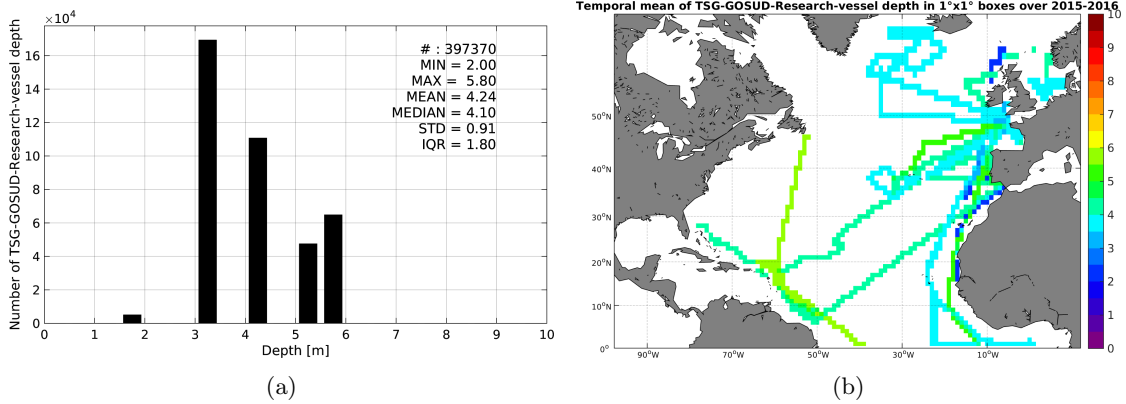 ×10⁴
Number of TSG-GOSUD-Research-vessel depth
16
14
12
10
8
6
4
2
0
# : 397370
MIN = 2.00
MAX = 5.80
MEAN = 4.24
MEDIAN = 4.10
STD = 0.91
IQR = 1.80
0 1 2 3 4 5 6 7 8 9 10
Depth [m]
(a)
Temporal mean of TSG-GOSUD-Research-vessel depth in 1°x1° boxes over 2015-2016
50°N
40°N
30°N
20°N
10°N
0°
90°W 70°W 50°W 30°W 10°W
10
9
8
7
6
5
4
3
2
1
0
(b)